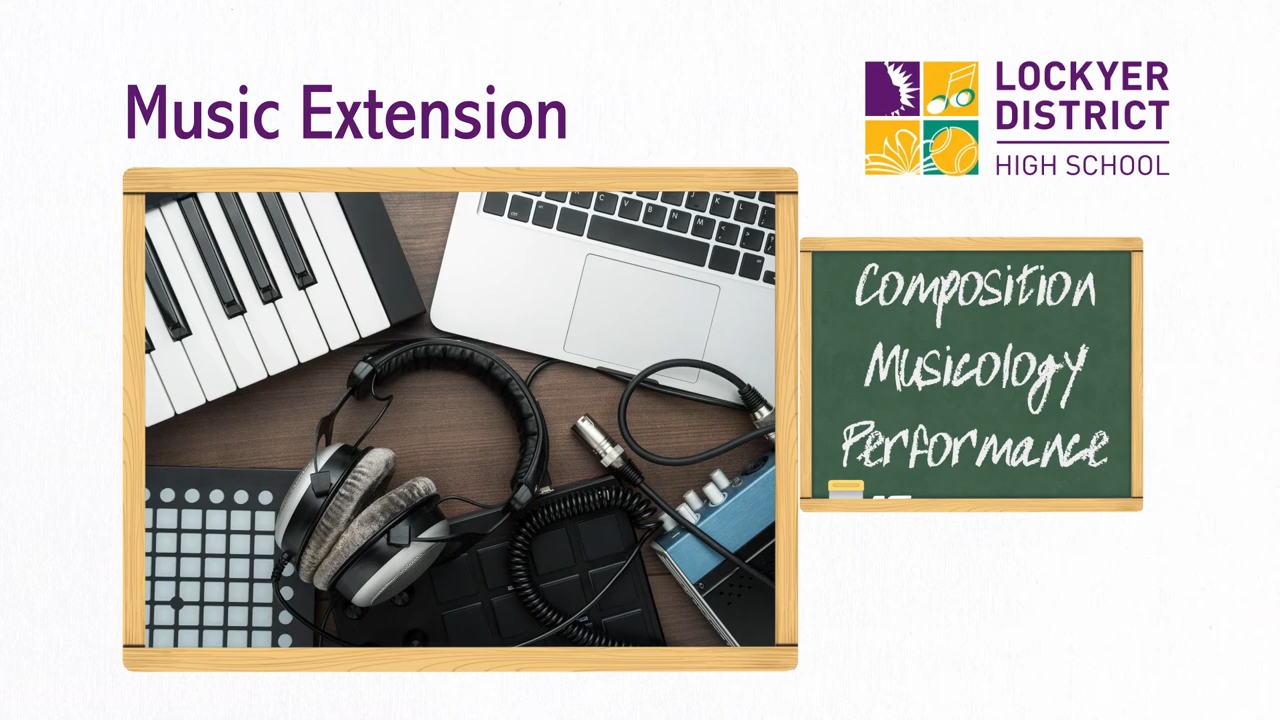 Music Extension
LOCKYER
DISTRICT
HIGH SCHOOL
Composition
Musicology
Performance